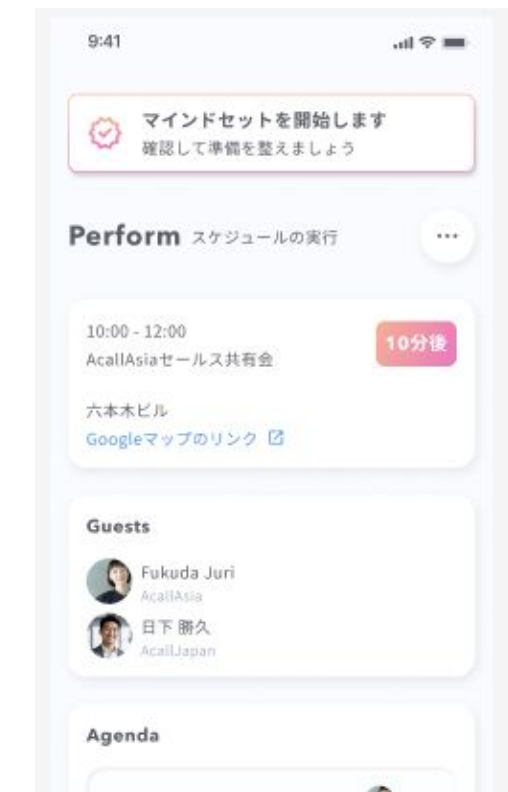 9:41
マインドセットを開始します
確認して準備を整えましょう
Perform スケジュールの実行
10:00 - 12:00
10分後
AcallAsiaセールス共有会
六本木ビル
Googleマップのリンク
Guests
Fukuda Juri
AcallAsia
日下 勝久
AcallJapan
Agenda